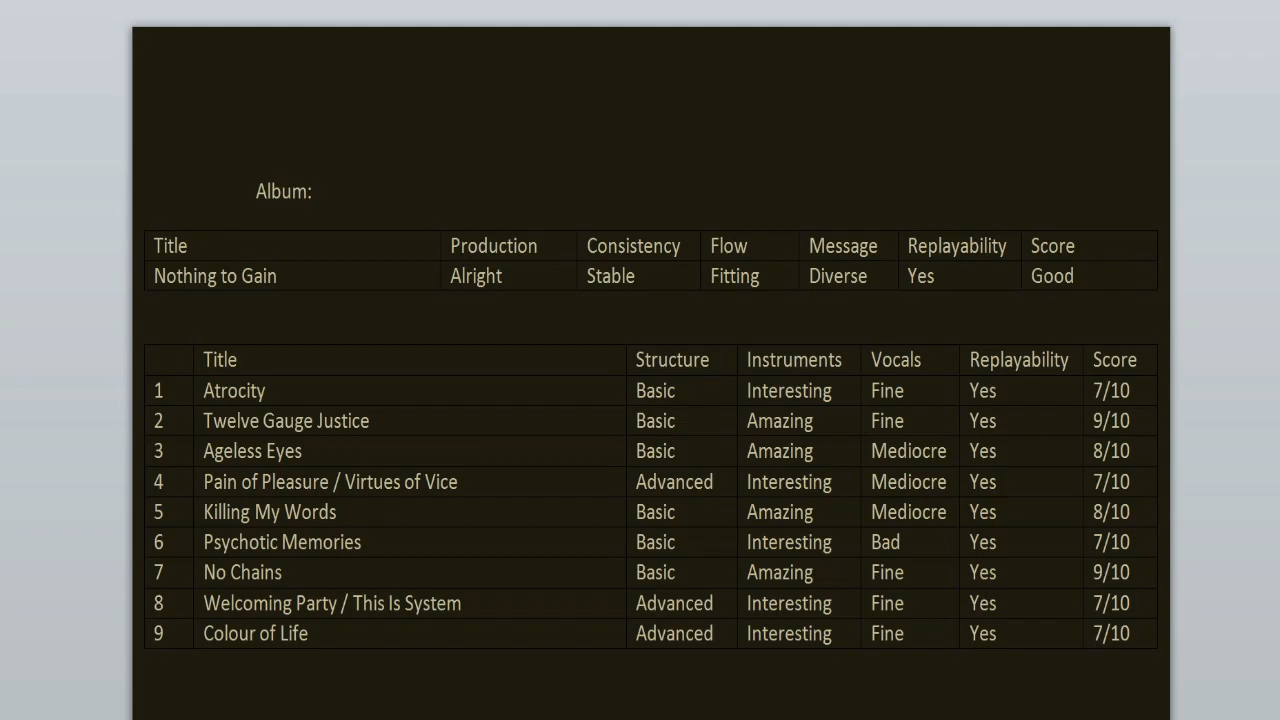 Album:
Title Production Consistency Flow Message Replayability Score
Nothing to Gain Alright Stable Fitting Diverse Yes Good
Title Structure Instruments Vocals Replayability Score
1 Atrocity Basic Interesting Fine Yes 7/10
2 Twelve Gauge Justice Basic Amazing Fine Yes 9/10
3 Ageless Eyes Basic Amazing Mediocre Yes 8/10
4 Pain of Pleasure / Virtues of Vice Advanced Interesting Mediocre Yes 7/10
5 Killing My Words Basic Amazing Mediocre Yes 8/10
6 Psychotic Memories Basic Interesting Bad Yes 7/10
7 No Chains Basic Amazing Fine Yes 9/10
8 Welcoming Party / This Is System Advanced Interesting Fine Yes 7/10
9 Colour of Life Advanced Interesting Fine Yes 7/10